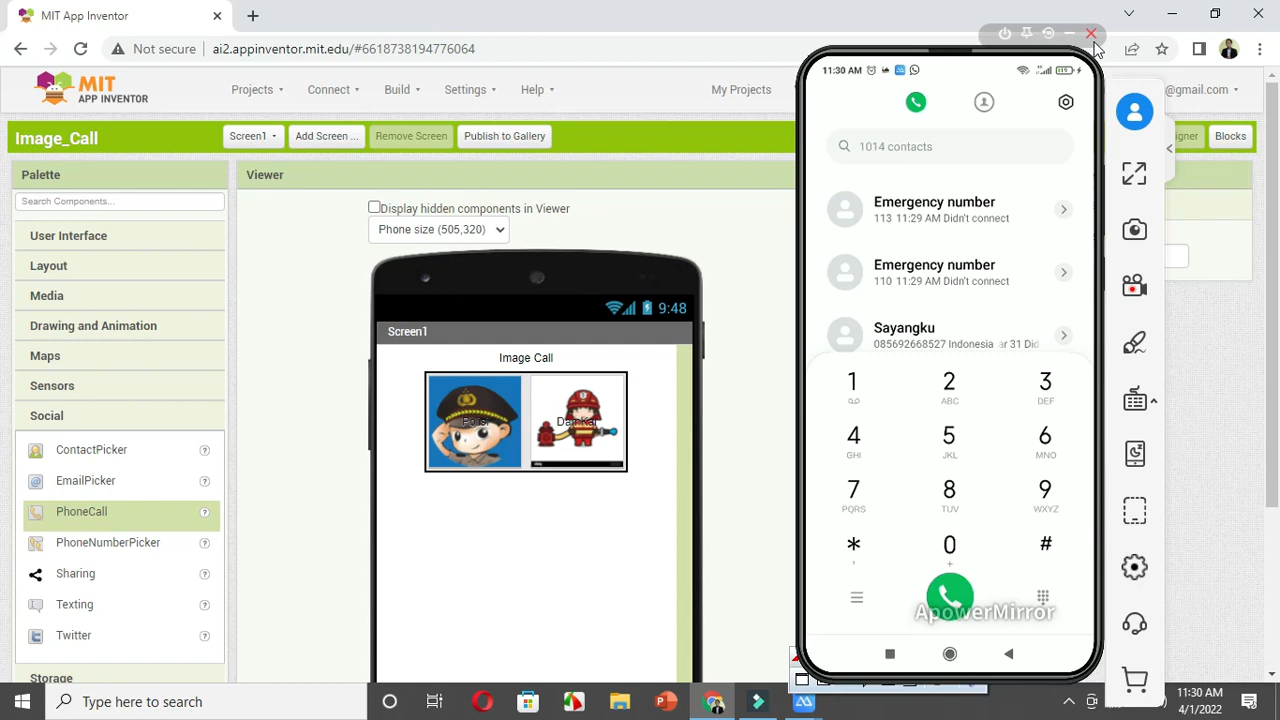 MIT App Inventor
Not secure
ai2.appinventor.mit.edu/#6618738194776064
MIT
APP INVENTOR
Projects
Connect
Build
Settings
Help
My Projects
@gmail.com
Image_Call
Screen1
Add Screen ...
Remove Screen
Publish to Gallery
Blocks
Palette
Search Components...
User Interface
Layout
Media
Drawing and Animation
Maps
Sensors
Social
ContactPicker
EmailPicker
PhoneCall
PhoneNumberPicker
Sharing
Texting
Twitter
Storage
Viewer
Display hidden components in Viewer
Phone size (505,320)
9:48
Screen1
Image Call
Polisi
DamKar
11:30 AM
1014 contacts
Emergency number
113 11:29 AM Didn't connect
Emergency number
110 11:29 AM Didn't connect
Sayangku
085692668527 Indonesia ar 31 Did
1 2 3
ABC DEF
4 5 6
GHI JKL MNO
7 8 9
PQRS TUV WXYZ
* 0 #
, +
ApowerMirror
Type here to search
11:30 AM
4/1/2022